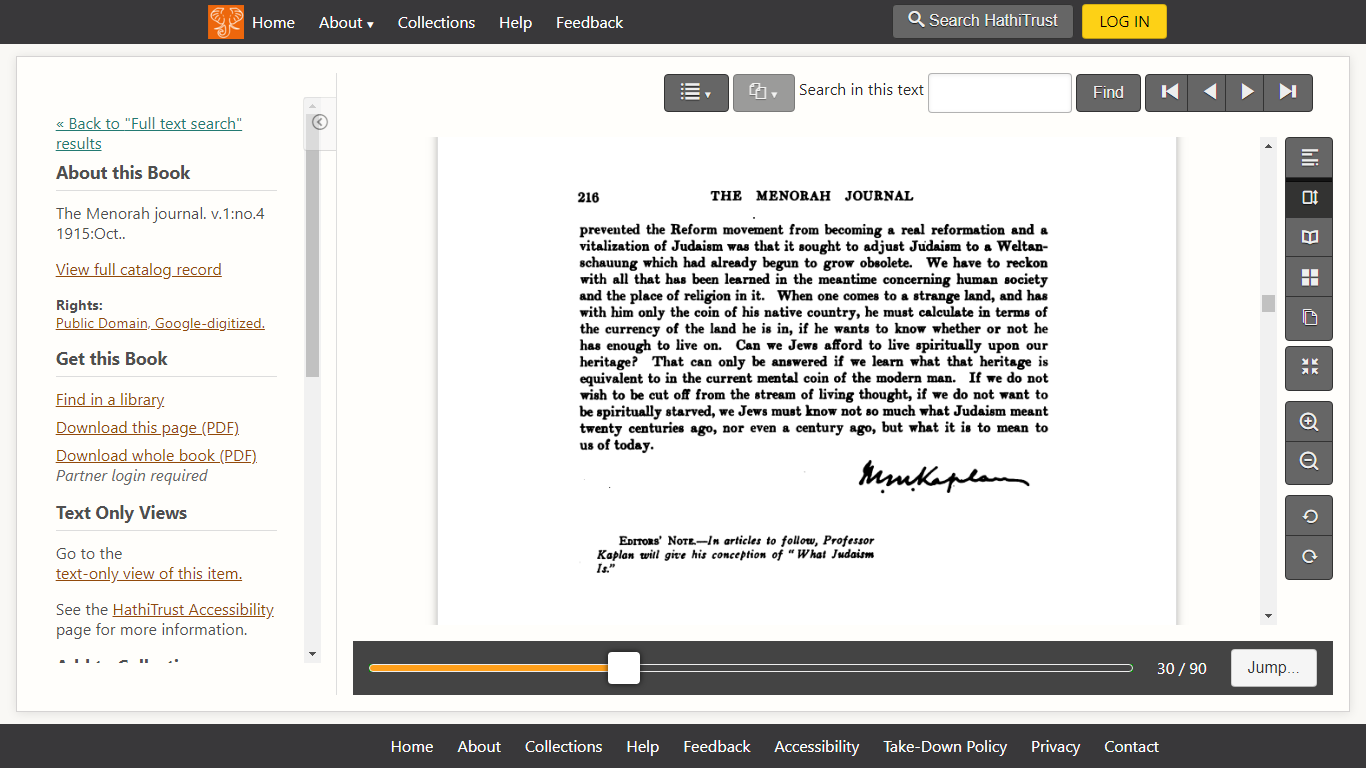 Home About ▾ Collections Help Feedback Search HathiTrust LOG IN
Search in this text Find
« Back to "Full text search"
results
About this Book
The Menorah journal. v.1:no.4
1915:Oct..
View full catalog record
Rights:
Public Domain, Google-digitized.
Get this Book
Find in a library
Download this page (PDF)
Download whole book (PDF)
Partner login required
Text Only Views
Go to the
text-only view of this item.
See the HathiTrust Accessibility
page for more information.
216 THE MENORAH JOURNAL
prevented the Reform movement from becoming a real reformation and a
vitalization of Judaism was that it sought to adjust Judaism to a Weltan-
schauung which had already begun to grow obsolete. We have to reckon
with all that has been learned in the meantime concerning human society
and the place of religion in it. When one comes to a strange land, and has
with him only the coin of his native country, he must calculate in terms of
the currency of the land he is in, if he wants to know whether or not he
has enough to live on. Can we Jews afford to live spiritually upon our
heritage? That can only be answered if we learn what that heritage is
equivalent to in the current mental coin of the modern man. If we do not
wish to be cut off from the stream of living thought, if we do not want to
be spiritually starved, we Jews must know not so much what Judaism meant
twenty centuries ago, nor even a century ago, but what it is to mean to
us of today.
M.M.Kaplan
EDITORS' NOTE.—In articles to follow, Professor
Kaplan will give his conception of "What Judaism
Is."
30 / 90 Jump...
Home About Collections Help Feedback Accessibility Take-Down Policy Privacy Contact